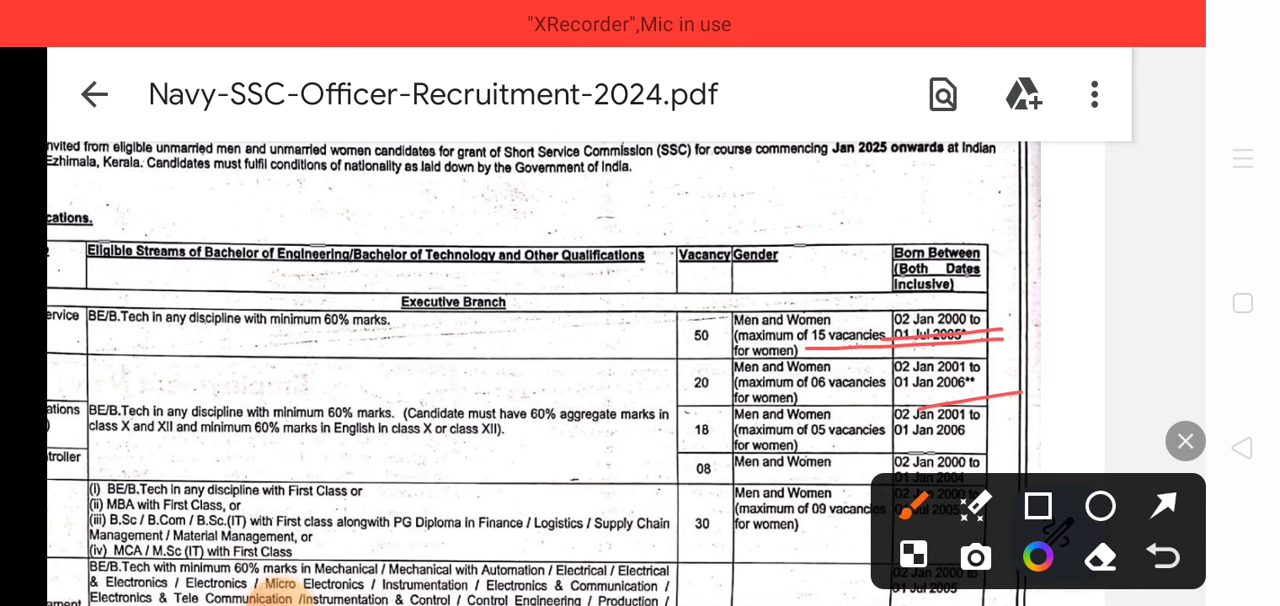 "XRecorder",Mic in use
Navy-SSC-Officer-Recruitment-2024.pdf
nvited from eligible unmarried men and unmarried women candidates for grant of Short Service Commission (SSC) for course commencing Jan 2025 onwards at Indian
Ezhimala, Kerala. Candidates must fulfil conditions of nationality as laid down by the Government of India.
cations.
Eligible Streams of Bachelor of Engineering/Bachelor of Technology and Other Qualifications
Vacancy
Gender
Born Between
(Both Dates
Inclusive)
Executive Branch
ervice
BE/B.Tech in any discipline with minimum 60% marks.
50
Men and Women
(maximum of 15 vacancies
for women)
02 Jan 2000 to
01 Jul 2005*
20
Men and Women
(maximum of 06 vacancies
for women)
02 Jan 2001 to
01 Jan 2006**
ations
)
BE/B.Tech in any discipline with minimum 60% marks. (Candidate must have 60% aggregate marks in
class X and XII and minimum 60% marks in English in class X or class XII).
18
Men and Women
(maximum of 05 vacancies
for women)
02 Jan 2001 to
01 Jan 2006
troller
08
Men and Women
02 Jan 2000 to
01 Jan 2004
(i) BE/B.Tech in any discipline with First Class or
(ii) MBA with First Class, or
(iii) B.Sc / B.Com / B.Sc.(IT) with First class alongwith PG Diploma in Finance / Logistics / Supply Chain
Management / Material Management, or
(iv) MCA / M.Sc (IT) with First Class
30
Men and Women
(maximum of 09 vacancies
for women)
02 Jan 2000 to
Jul 2005
BE/B.Tech with minimum 60% marks in Mechanical / Mechanical with Automation / Electrical / Electrical
& Electronics / Electronics / Micro Electronics / Instrumentation / Electronics & Communication /
Electronics & Tele Communication /Instrumentation & Control / Control Engineering / Production /
02 Jan 2000 to
01 Jul 2005